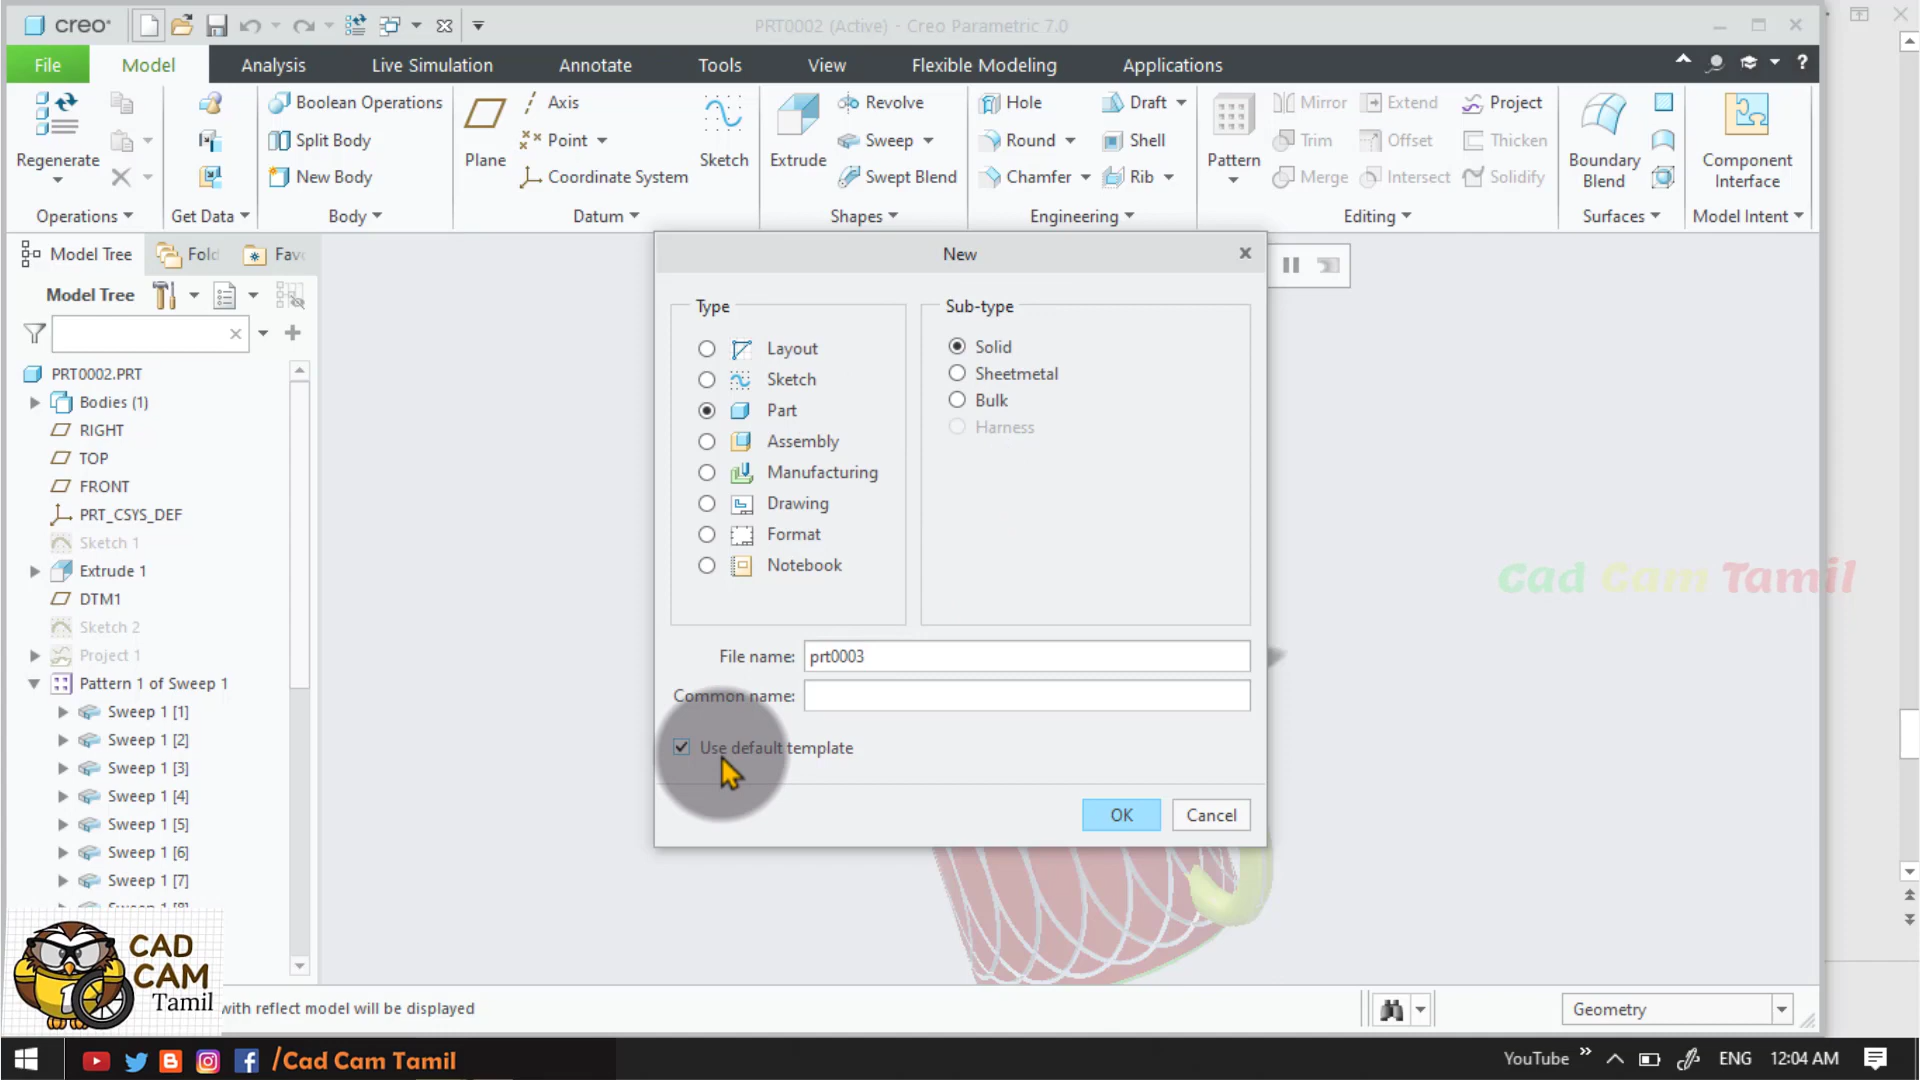 creo
PRT0002 (Active) - Creo Parametric 7.0
File Model Analysis Live Simulation Annotate Tools View Flexible Modeling Applications
Regenerate
Boolean Operations
Split Body
New Body
Plane
Axis
Point
Coordinate System
Sketch
Extrude
Revolve
Sweep
Swept Blend
Hole
Round
Chamfer
Draft
Shell
Rib
Pattern
Mirror
Trim
Merge
Extend
Offset
Intersect
Project
Thicken
Solidify
Boundary
Blend
Component
Interface
Operations Get Data Body Datum Shapes Engineering Editing Surfaces Model Intent
Model Tree Fold Fav
Model Tree
PRT0002.PRT
Bodies (1)
RIGHT
TOP
FRONT
PRT_CSYS_DEF
Sketch 1
Extrude 1
DTM1
Sketch 2
Project 1
Pattern 1 of Sweep 1
Sweep 1 [1]
Sweep 1 [2]
Sweep 1 [3]
Sweep 1 [4]
Sweep 1 [5]
Sweep 1 [6]
Sweep 1 [7]
New
Type
Layout
Sketch
Part
Assembly
Manufacturing
Drawing
Format
Notebook
Sub-type
Solid
Sheetmetal
Bulk
Harness
File name: prt0003
Common name:
Use default template
OK Cancel
Cad Cam Tamil
CAD
CAM
Tamil
with reflect model will be displayed
Geometry
/Cad Cam Tamil
YouTube
ENG
12:04 AM